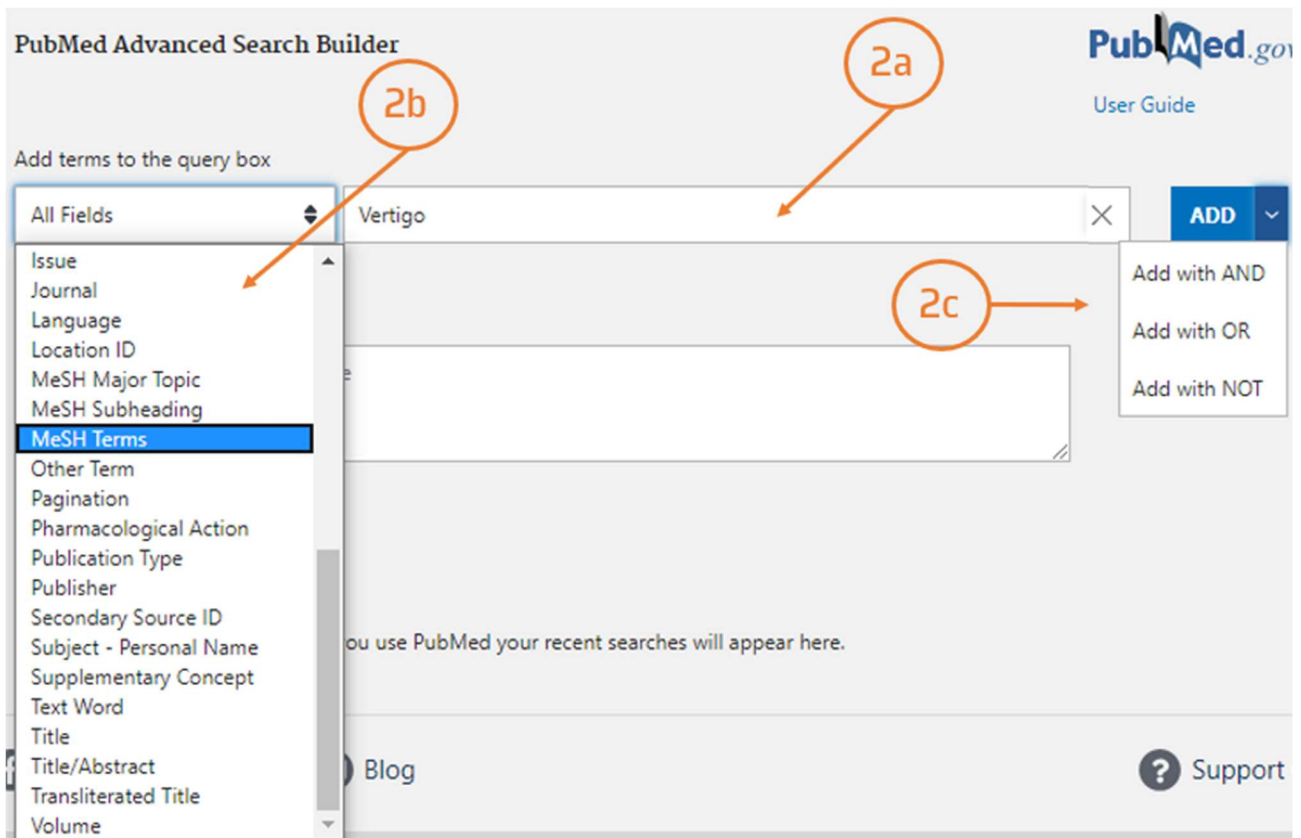 PubMed Advanced Search Builder
2a
PubMed.gov
2b
User Guide
Add terms to the query box
All Fields
Vertigo
ADD
Issue
Journal
Language
Location ID
MeSH Major Topic
MeSH Subheading
MeSH Terms
Other Term
Pagination
Pharmacological Action
Publication Type
Publisher
Secondary Source ID
Subject - Personal Name
Supplementary Concept
Text Word
Title
Title/Abstract
Transliterated Title
Volume
2c
Add with AND
Add with OR
Add with NOT
ou use PubMed your recent searches will appear here.
Blog
Support